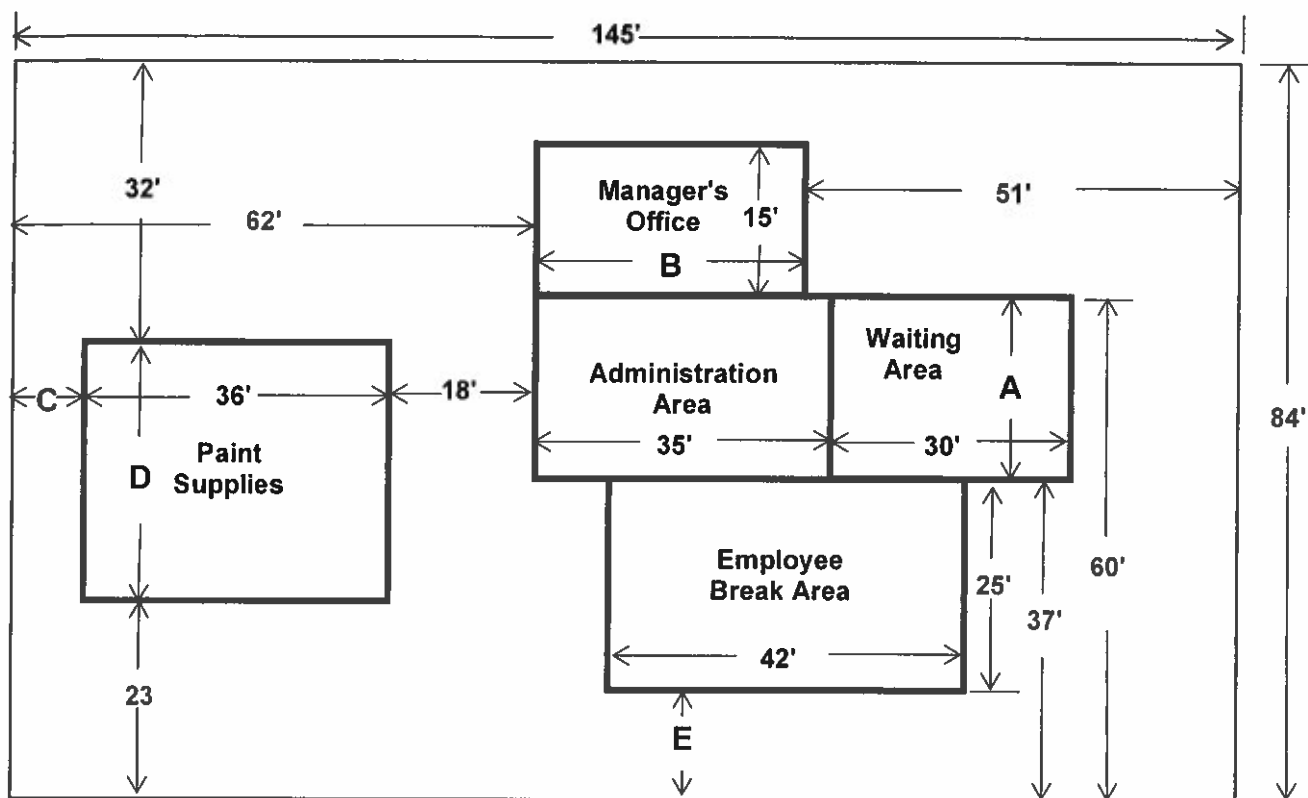 145'
32'
Manager's
Office
15'
51'
62'
B
Waiting
Area
Administration
Area
A
C
36'
18'
84'
35'
30'
Paint
Supplies
D
Employee
Break Area
60'
25'
37'
42'
23
E